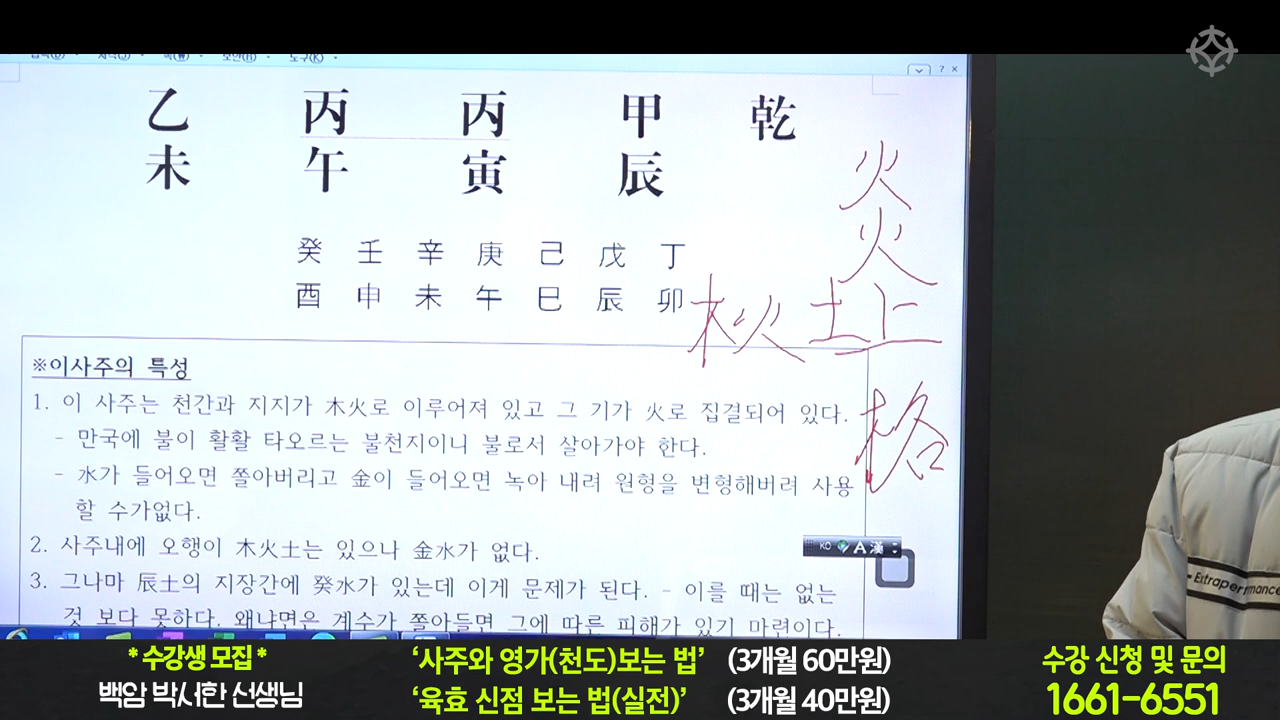 乙 丙 丙 甲 乾
未 午 寅 辰
癸 壬 辛 庚 己 戊 丁
酉 申 未 午 巳 辰 卯
炎上
木火土
格
※이사주의 특성
1. 이 사주는 천간과 지지가 木火로 이루어져 있고 그 기가 火로 집결되어 있다.
- 만국에 불이 활활 타오르는 불천지이니 불로서 살아가야 한다.
- 水가 들어오면 쫄아버리고 金이 들어오면 녹아 내려 원형을 변형해버려 사용
할 수가없다.
2. 사주내에 오행이 木火土는 있으나 金水가 없다.
3. 그나마 辰土의 지장간에 癸水가 있는데 이게 문제가 된다. - 이를 때는 없는
것 보다 못하다. 왜냐면은 계수가 쫄아들면 그에 따른 피해가 있기 마련이다.
KO A 漢
* 수강생 모집 *
백암 박시한 선생님
‘사주와 영가(천도)보는 법’ (3개월 60만원)
‘육효 신점 보는 법(실전)’ (3개월 40만원)
수강 신청 및 문의
1661-6551